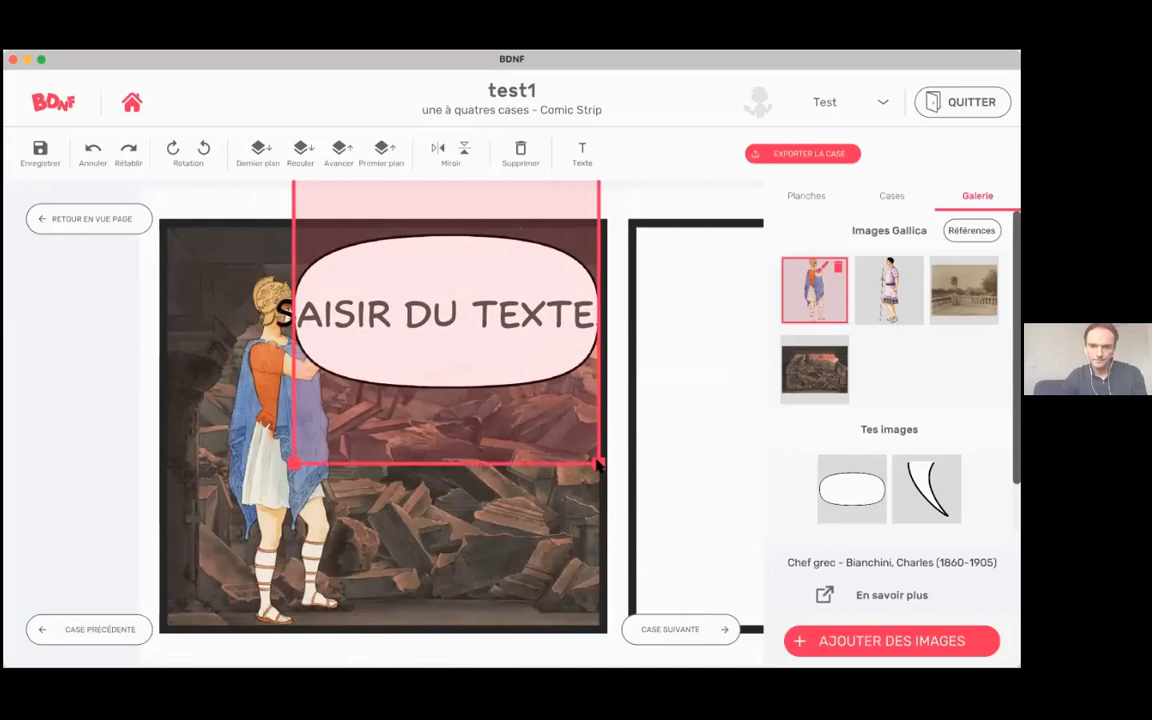 BDNF
BDNF
test1
une à quatres cases - Comic Strip
Test
QUITTER
Enregistrer
Annuler
Rétablir
Rotation
Dernier plan
Reculer
Avancer
Premier plan
Miroir
Supprimer
T
Texte
EXPORTER LA CASE
RETOUR EN VUE PAGE
Planches
Cases
Galerie
Images Gallica
Références
SAISIR DU TEXTE
Tes images
Chef grec - Bianchini, Charles (1860-1905)
En savoir plus
CASE PRÉCÉDENTE
CASE SUIVANTE
+ AJOUTER DES IMAGES